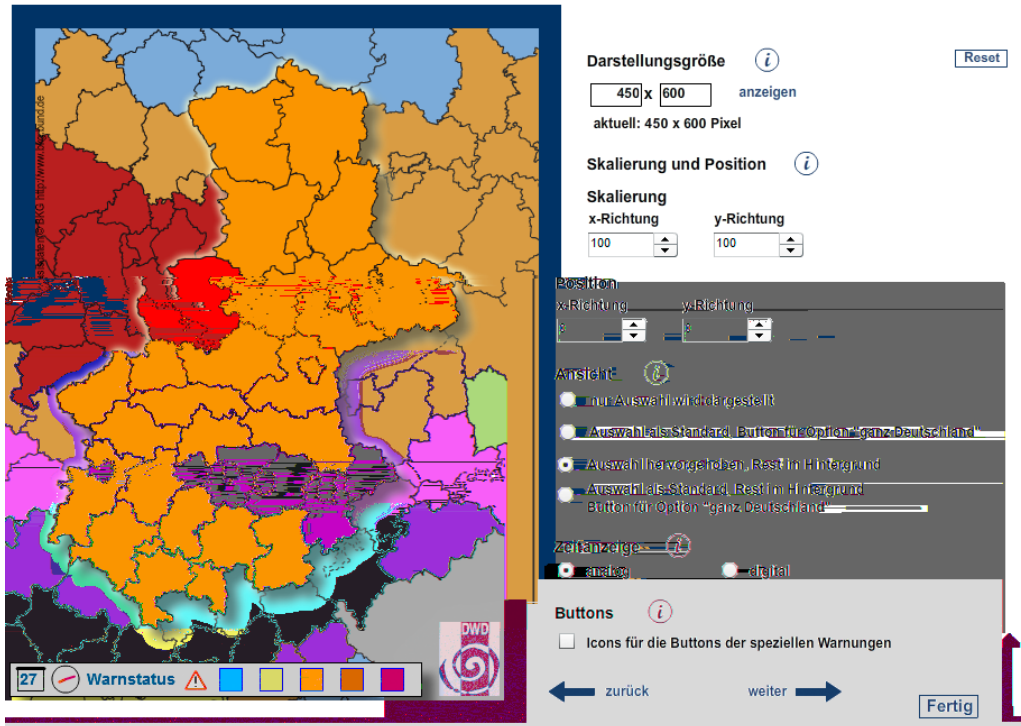 Darstellungsgröße
Reset
450 x 600
anzeigen
aktuell: 450 x 600 Pixel
Skalierung und Position
Skalierung
x-Richtung y-Richtung
100 100
Position
x-Richtung y-Richtung
Ansicht
nur Auswahl wird dargestellt
Auswahl als Standard, Button für Option "ganz Deutschland"
Auswahl hervorgehoben, Rest im Hintergrund
Auswahl als Standard, Rest im Hintergrund
Button für Option "ganz Deutschland"
Zeitanzeige
analog digital
Buttons
Icons für die Buttons der speziellen Warnungen
zurück weiter
Fertig
DWD
27 Warnstatus